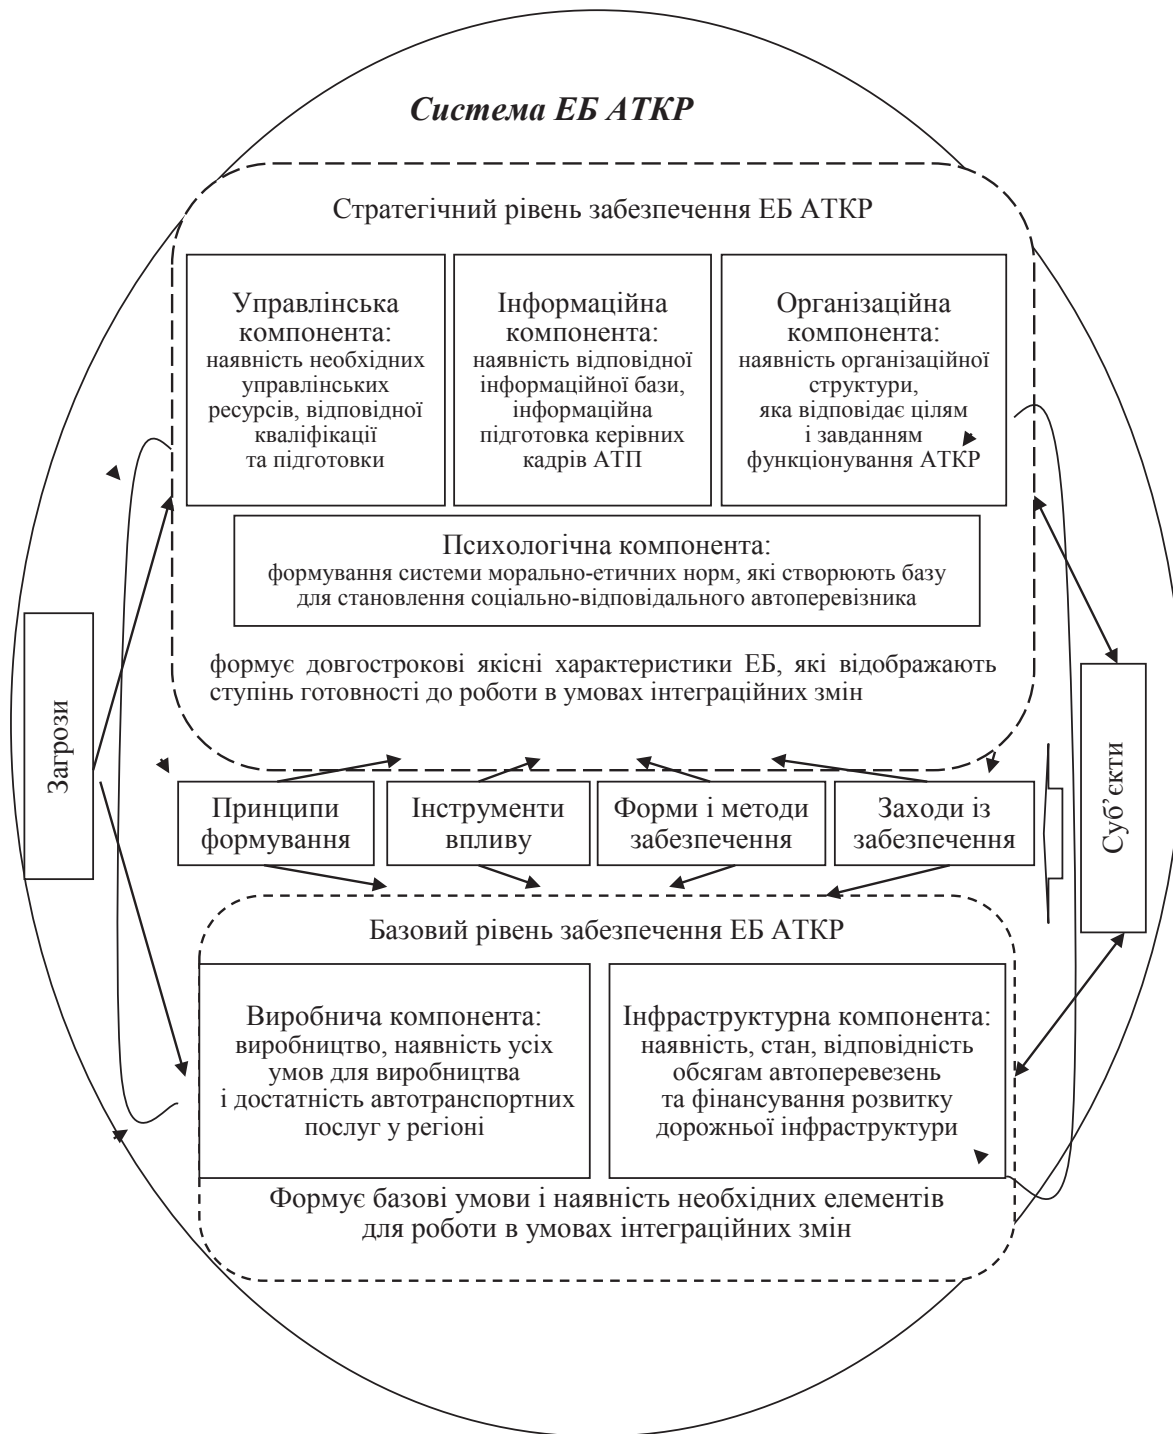 Система ЕБ АТКР
Стратегічний рівень забезпечення ЕБ АТКР
Управлінська
компонента:
наявність необхідних
управлінських
ресурсів, відповідної
кваліфікації
та підготовки
Інформаційна
компонента:
наявність відповідної
інформаційної бази,
інформаційна
підготовка керівних
кадрів АТП
Організаційна
компонента:
наявність організаційної
структури,
яка відповідає цілям
і завданням
функціонування АТКР
Психологічна компонента:
формування системи морально-етичних норм, які створюють базу
для становлення соціально-відповідального автоперевізника
формує довгострокові якісні характеристики ЕБ, які відображають
ступінь готовності до роботи в умовах інтеграційних змін
Загрози
Суб’єкти
Принципи
формування
Інструменти
впливу
Форми і методи
забезпечення
Заходи із
забезпечення
Базовий рівень забезпечення ЕБ АТКР
Виробнича компонента:
виробництво, наявність усіх
умов для виробництва
і достатність автотранспортних
послуг у регіоні
Інфраструктурна компонента:
наявність, стан, відповідність
обсягам автоперевезень
та фінансування розвитку
дорожньої інфраструктури
Формує базові умови і наявність необхідних елементів
для роботи в умовах інтеграційних змін